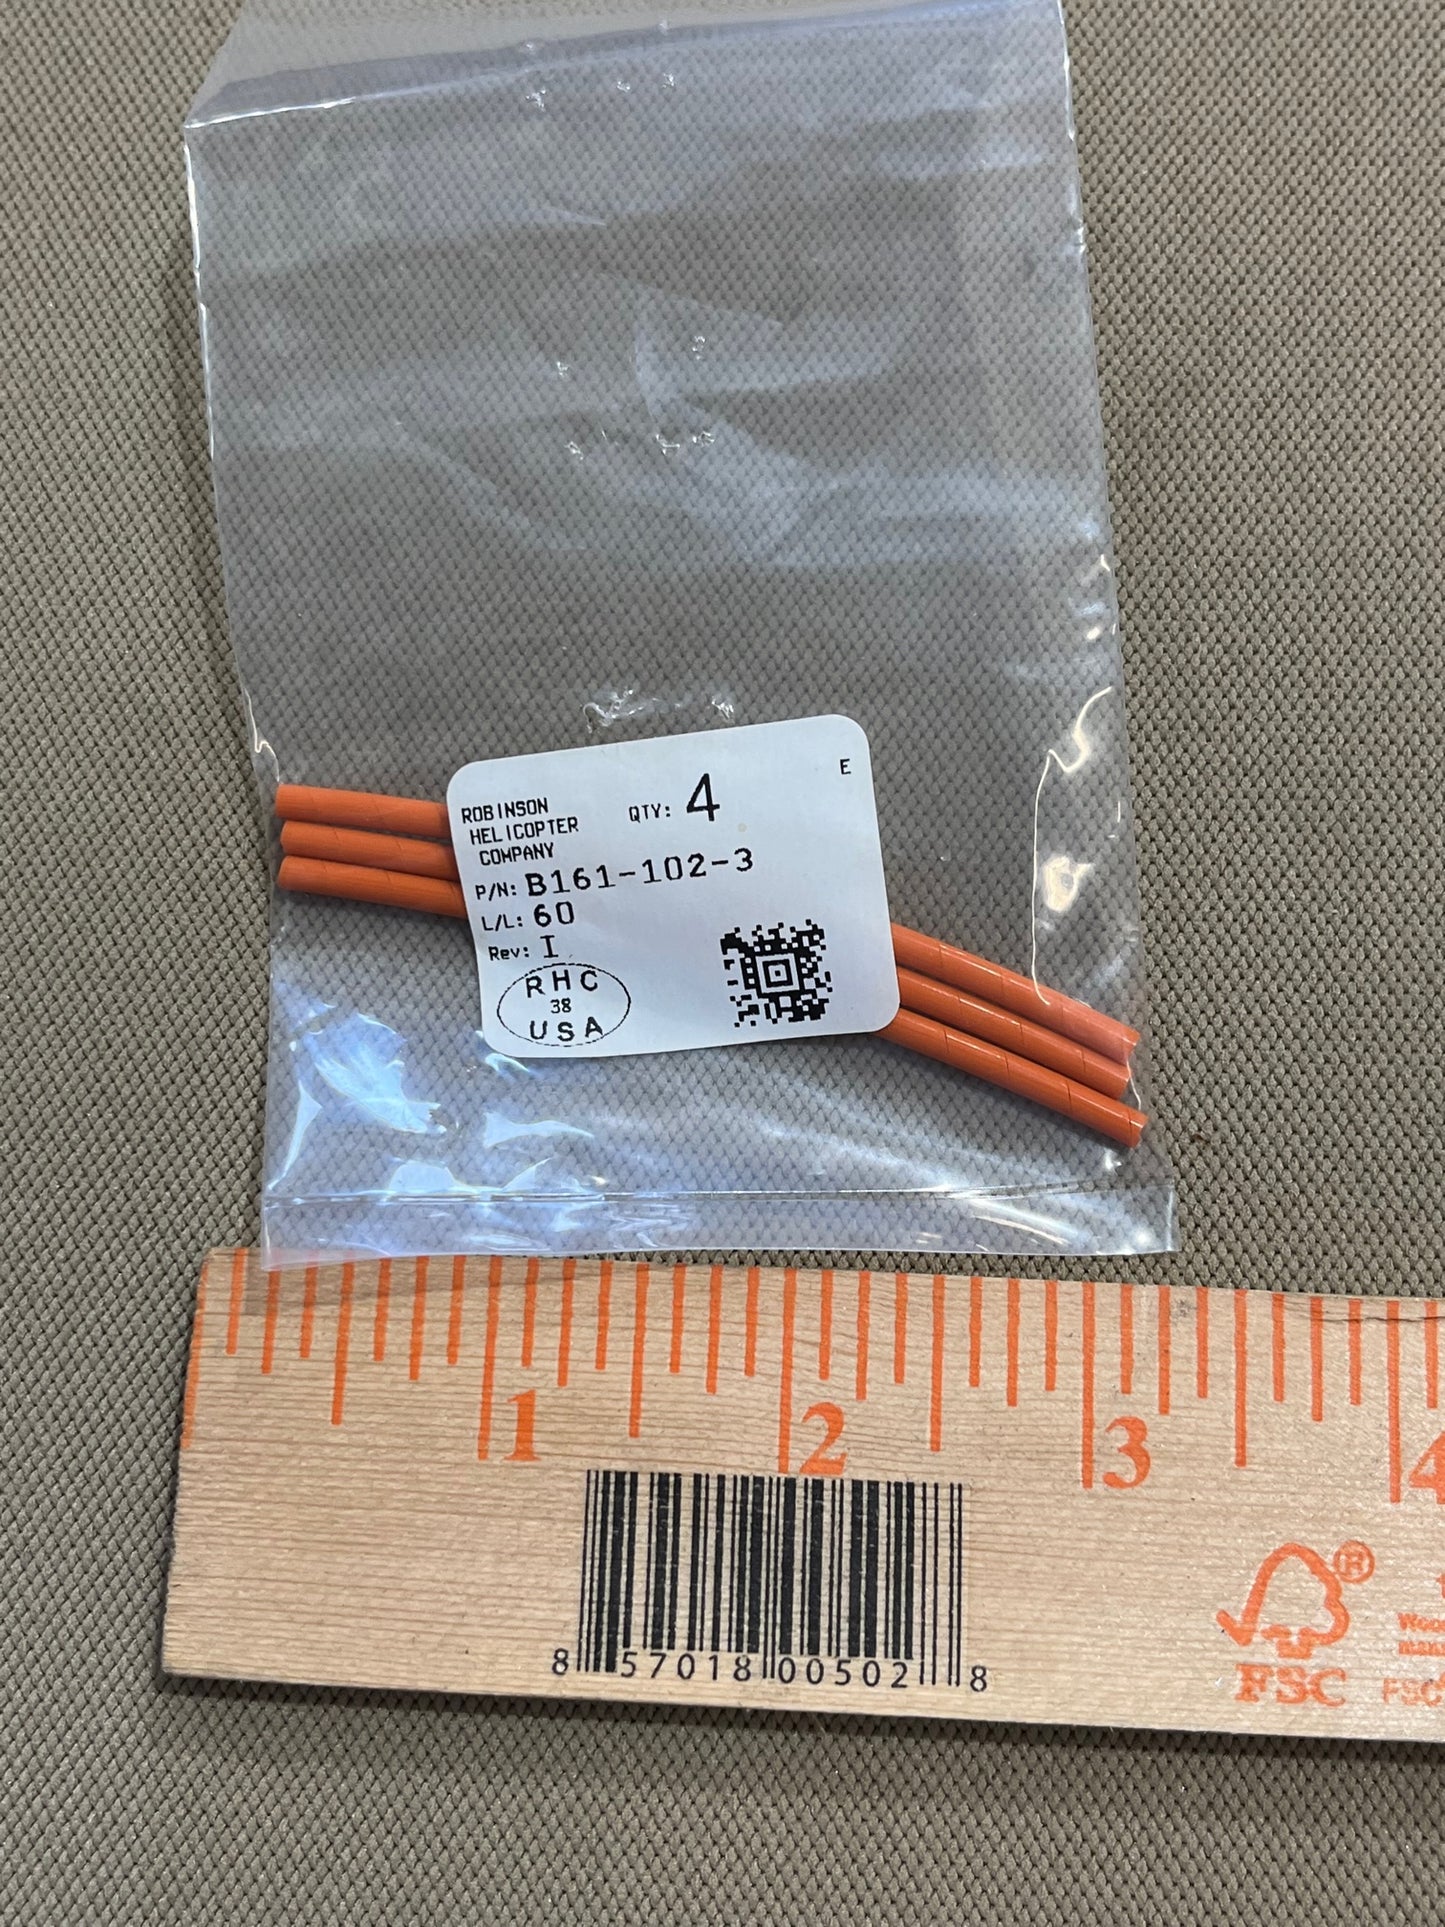 E
ROBINSON QTY: 4
HELICOPTER
COMPANY
P/N: B161-102-3
L/L: 60
Rev: I
RHC
38
USA
1 2 3 4
8 57018 00502 8
®
FSC
FSC